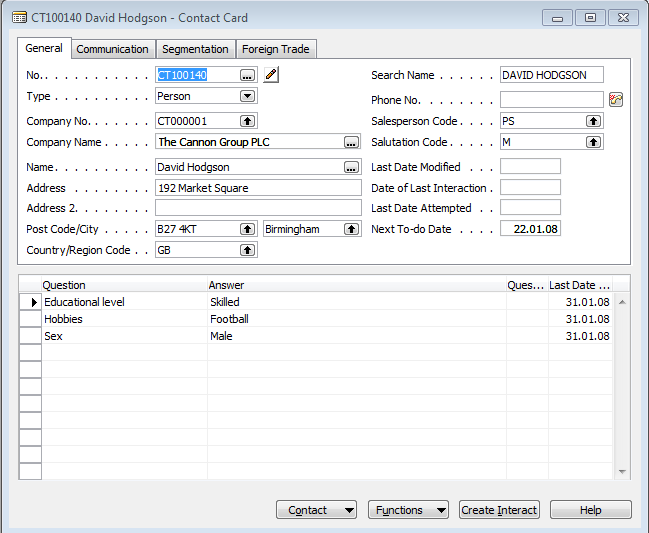 CT100140 David Hodgson - Contact Card
General Communication Segmentation Foreign Trade
No. . . . . . . . . . . . CT100140 ... Search Name . . . . . . DAVID HODGSON
Type . . . . . . . . . . Person Phone No. . . . . . . . .
Company No. . . . . . . CT000001 Salesperson Code . . . . PS
Company Name . . . . . The Cannon Group PLC ... Salutation Code . . . . . M
Name . . . . . . . . . . David Hodgson ... Last Date Modified . . .
Address . . . . . . . . 192 Market Square Date of Last Interaction .
Address 2. . . . . . . . Last Date Attempted . .
Post Code/City . . . . . B27 4KT Birmingham Next To-do Date . . . . 22.01.08
Country/Region Code . . GB
Question Answer Ques... Last Date ...
Educational level Skilled 31.01.08
Hobbies Football 31.01.08
Sex Male 31.01.08
Contact Functions Create Interact Help